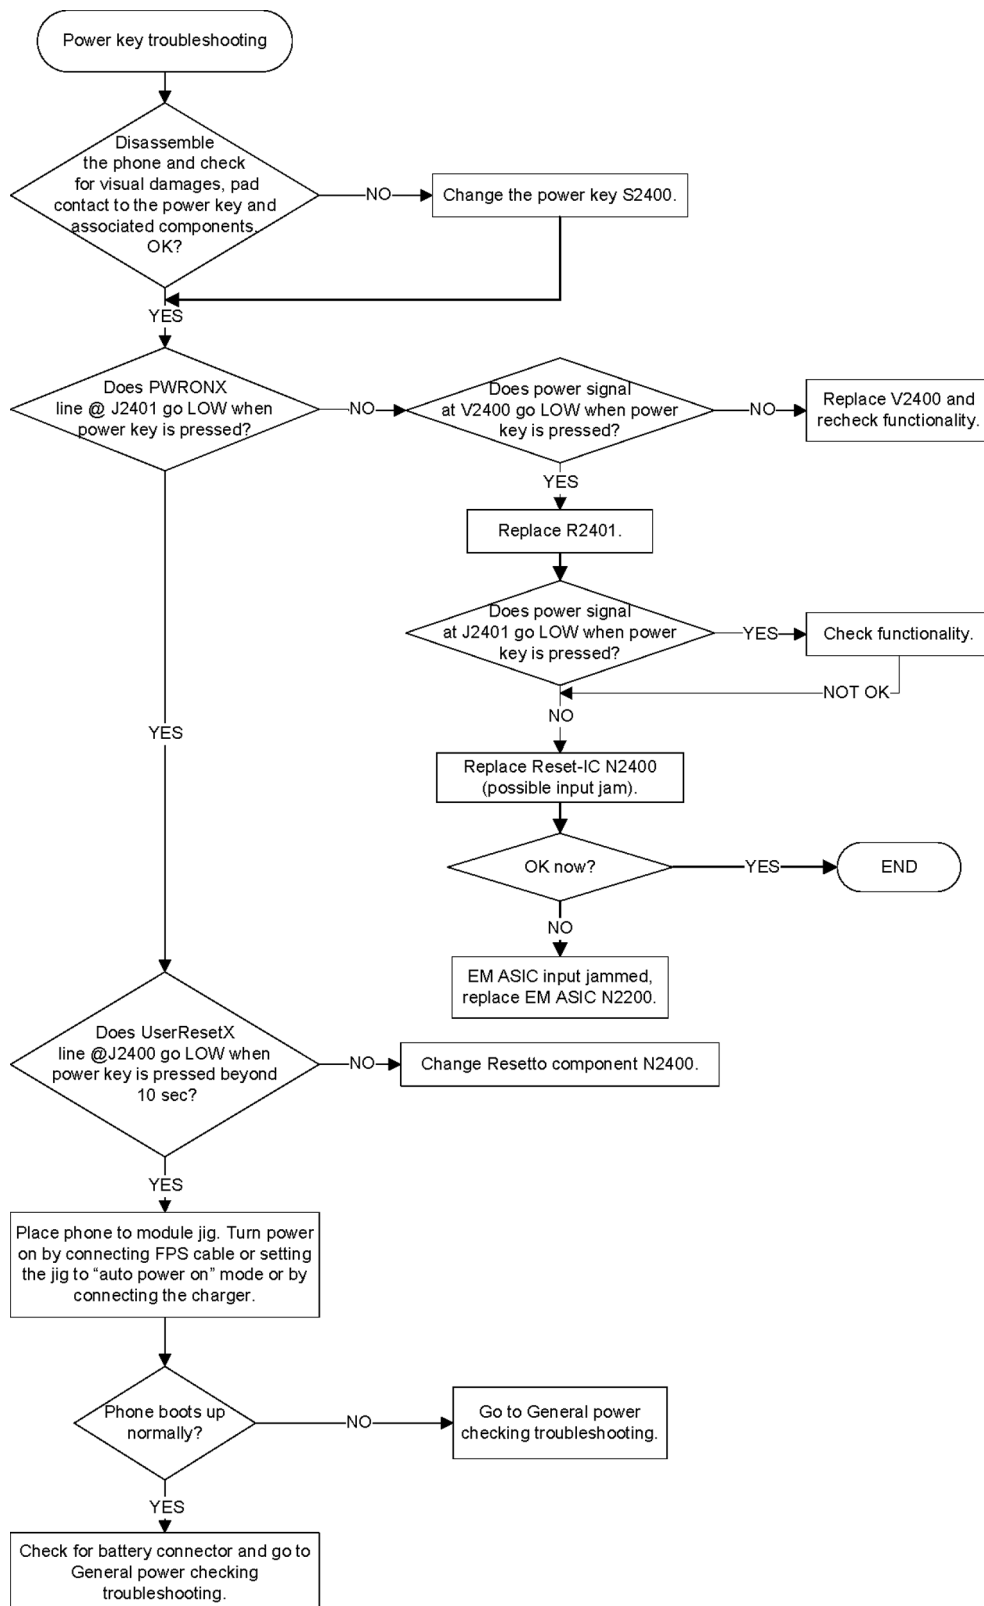 Power key troubleshooting
Disassemble
the phone and check
for visual damages, pad
contact to the power key and
associated components.
OK?
NO
Change the power key S2400.
YES
Does PWRONX
line @ J2401 go LOW when
power key is pressed?
NO
Does power signal
at V2400 go LOW when power
key is pressed?
NO
Replace V2400 and
recheck functionality.
YES
Replace R2401.
Does power signal
at J2401 go LOW when power
key is pressed?
YES
Check functionality.
NOT OK
NO
YES
Replace Reset-IC N2400
(possible input jam).
OK now?
YES
END
NO
EM ASIC input jammed,
replace EM ASIC N2200.
Does UserResetX
line @J2400 go LOW when
power key is pressed beyond
10 sec?
NO
Change Resetto component N2400.
YES
Place phone to module jig. Turn power
on by connecting FPS cable or setting
the jig to “auto power on” mode or by
connecting the charger.
Phone boots up
normally?
NO
Go to General power
checking troubleshooting.
YES
Check for battery connector and go to
General power checking
troubleshooting.